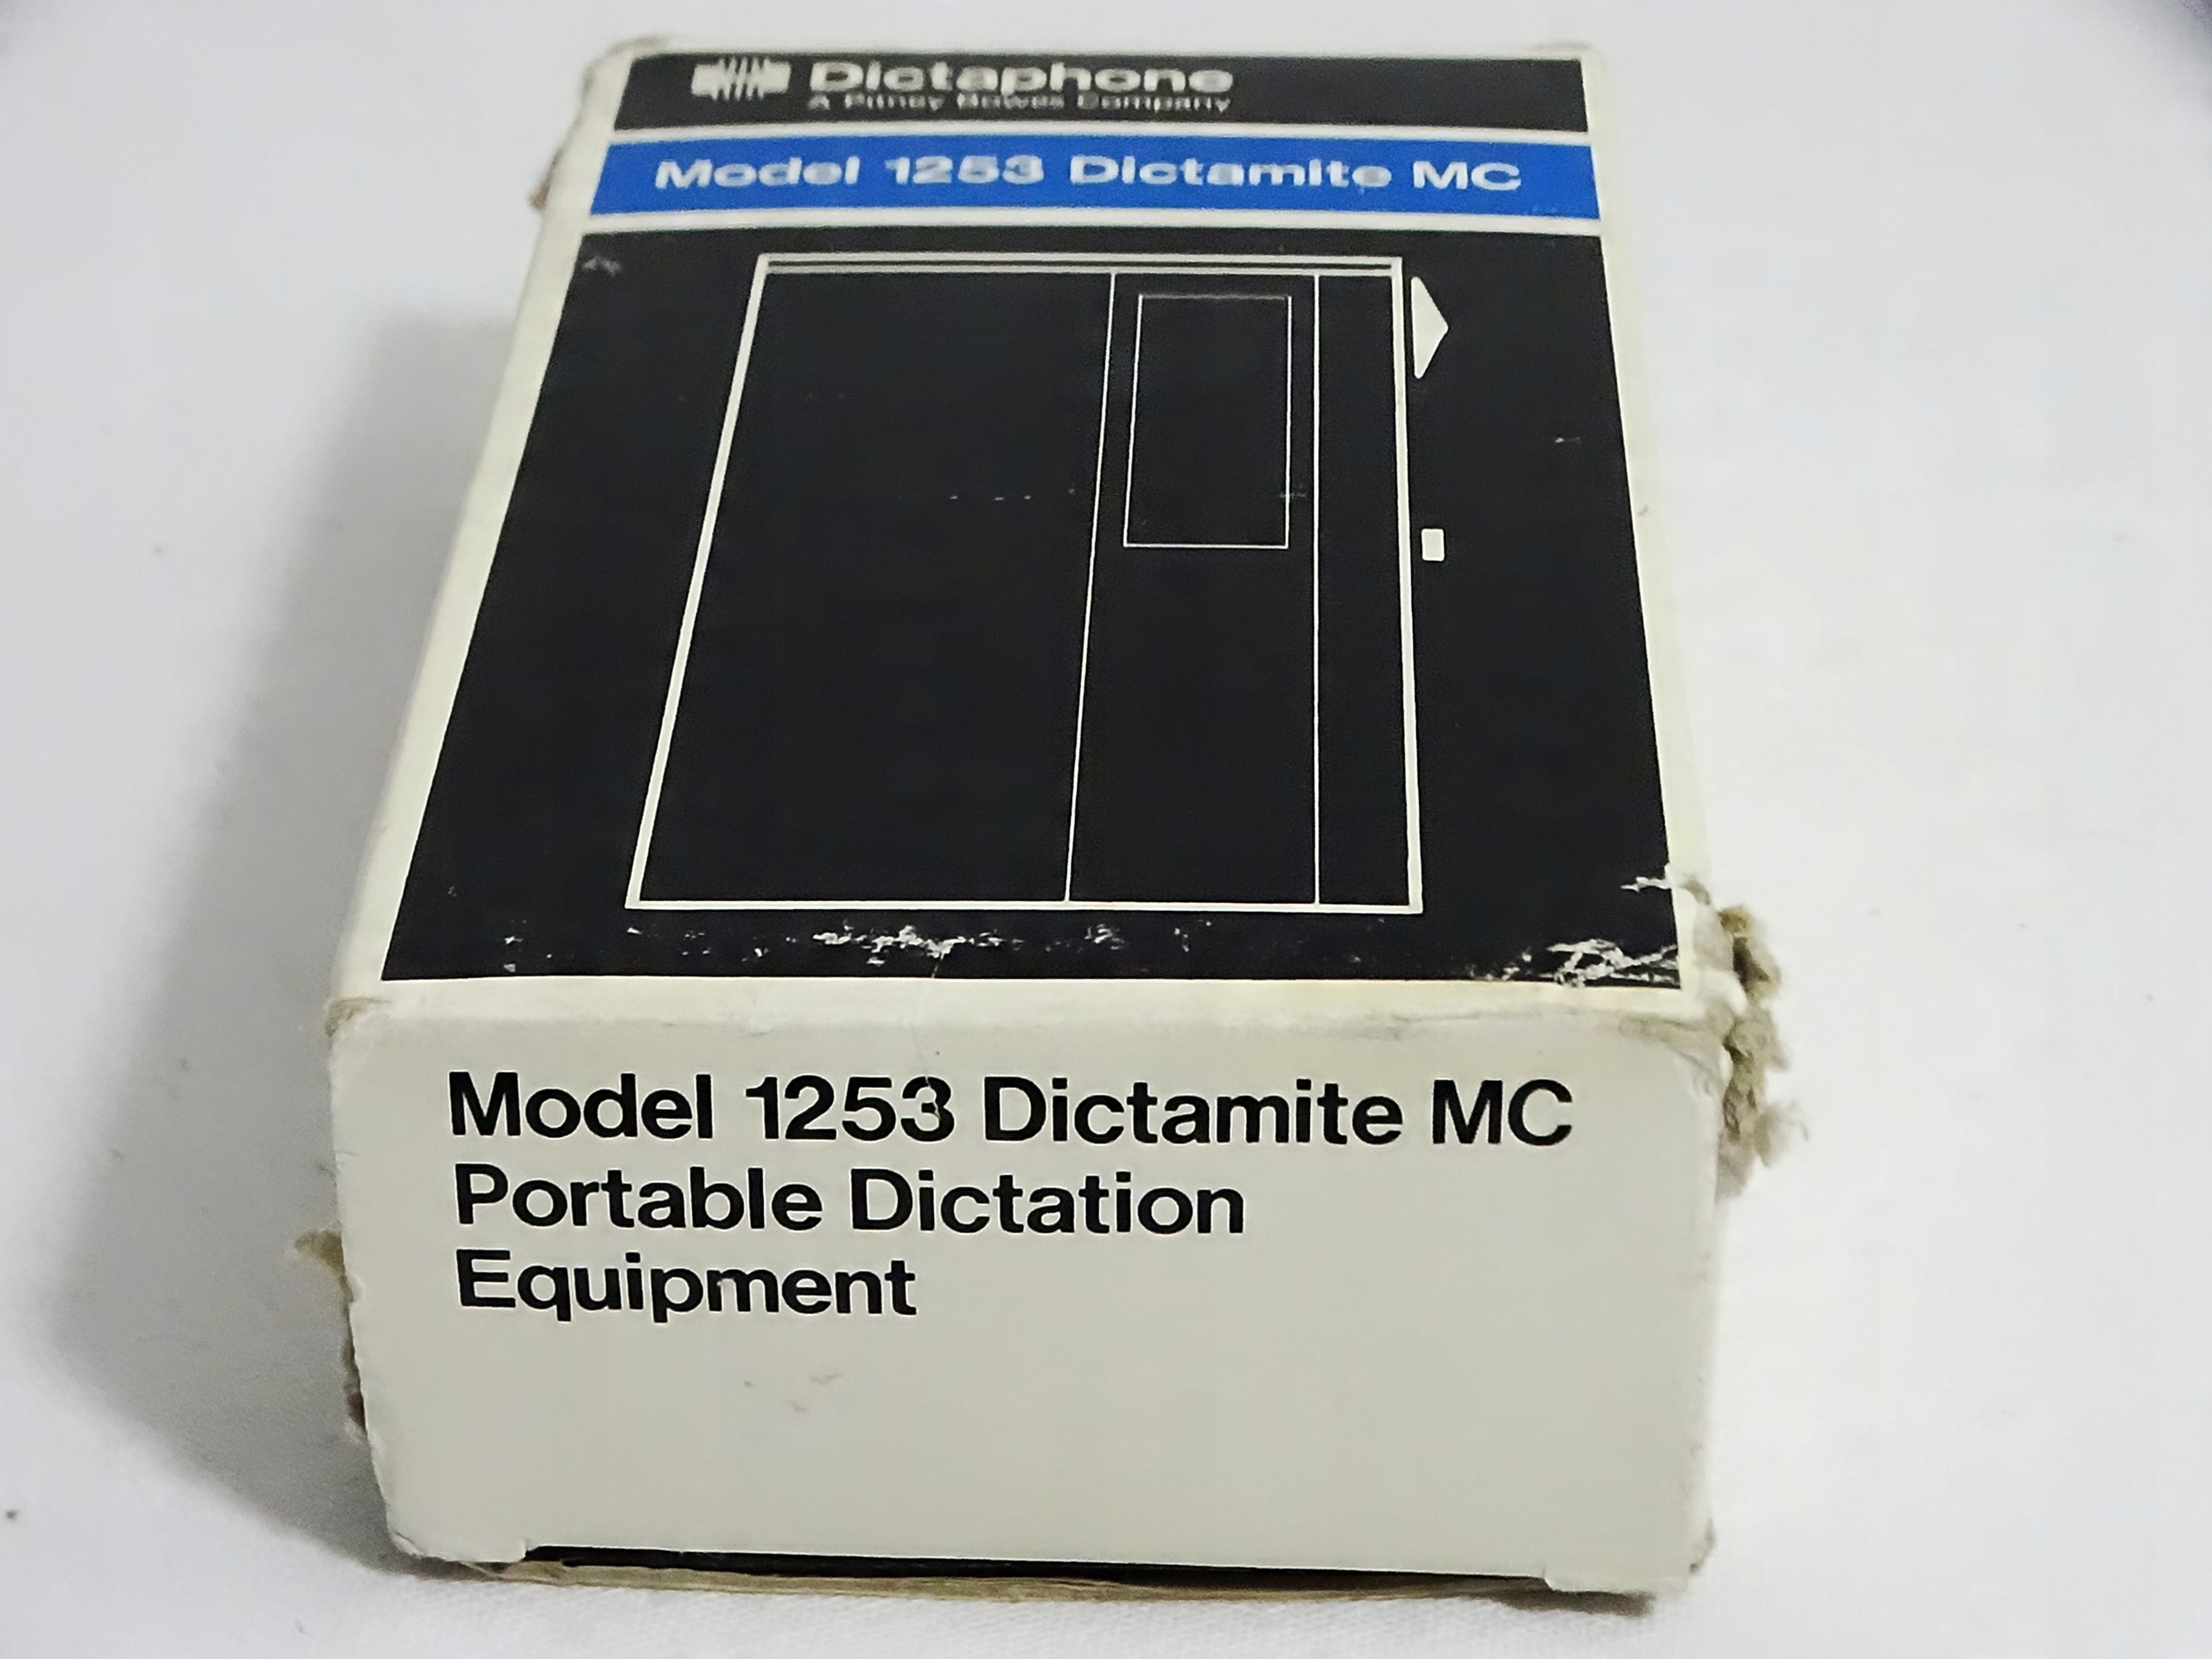 Dictaphone
A Pitney Bowes Company
Model 1253 Dictamite MC
Model 1253 Dictamite MC
Portable Dictation
Equipment